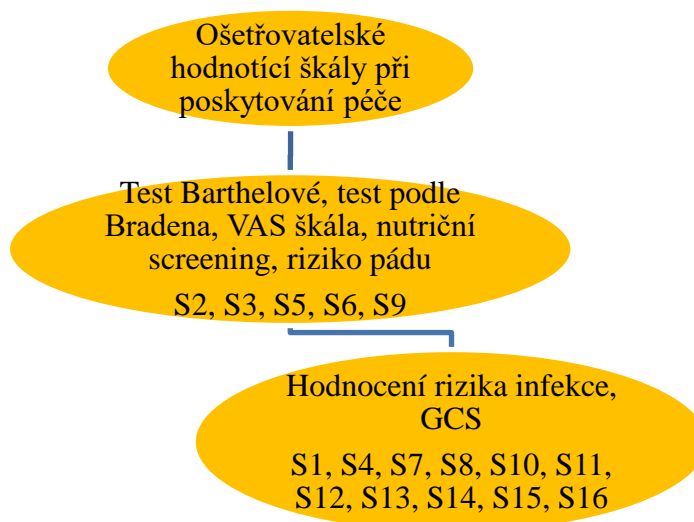 Ošetřovatelské
hodnotící škály při
poskytování péče
Test Barthelové, test podle
Bradena, VAS škála, nutriční
screening, riziko pádu
S2, S3, S5, S6, S9
Hodnocení rizika infekce,
GCS
S1, S4, S7, S8, S10, S11,
S12, S13, S14, S15, S16